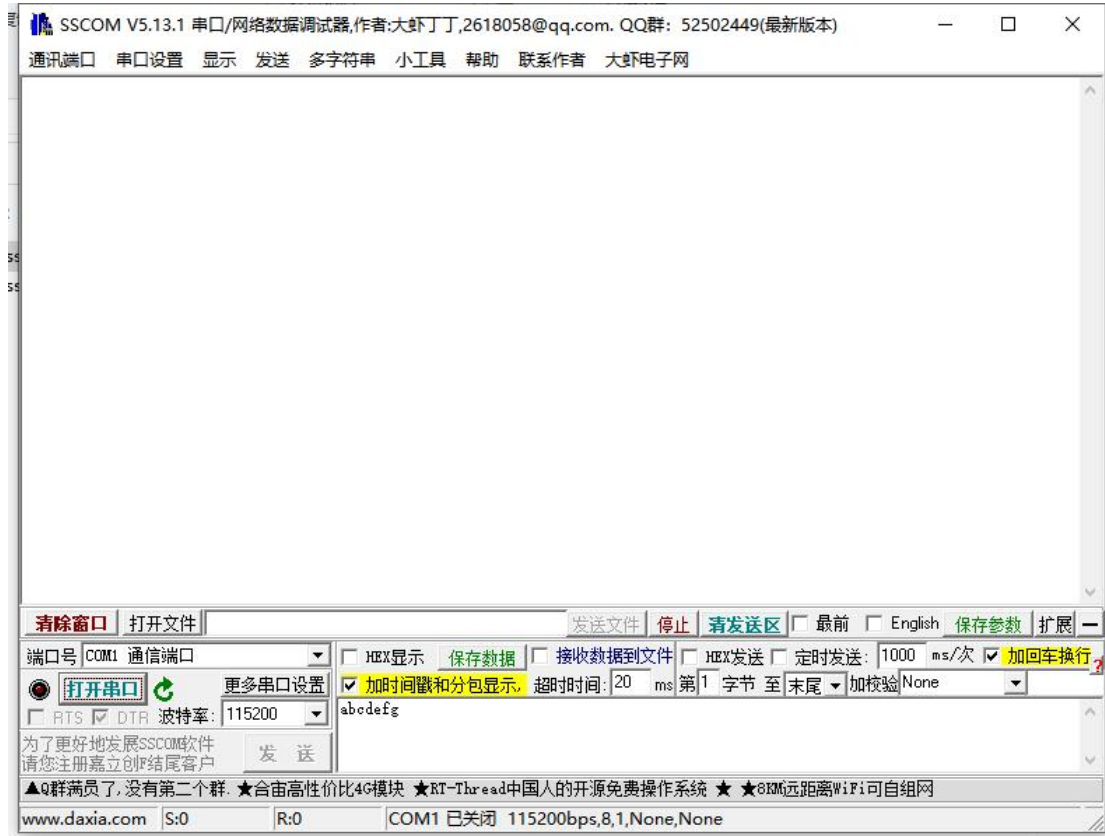 SSCOM V5.13.1 串口/网络数据调试器,作者:大虾丁丁,2618058@qq.com. QQ群: 52502449(最新版本)
通讯端口 串口设置 显示 发送 多字符串 小工具 帮助 联系作者 大虾电子网
清除窗口 打开文件 发送文件 停止 清发送区 最前 English 保存参数 扩展 —
端口号 COM1 通信端口 HEX显示 保存数据 接收数据到文件 HEX发送 定时发送: 1000 ms/次 加回车换行 ?
打开串口 更多串口设置 加时间戳和分包显示, 超时时间: 20 ms 第 1 字节 至 末尾 加校验 None
RTS DTR 波特率: 115200 abcdefg
为了更好地发展SSCOM软件
请您注册嘉立创F结尾客户 发 送
▲Q群满员了,没有第二个群. ★合宙高性价比4G模块 ★RT-Thread中国人的开源免费操作系统 ★ ★8KM远距离WiFi可自组网
www.daxia.com S:0 R:0 COM1 已关闭 115200bps,8,1,None,None